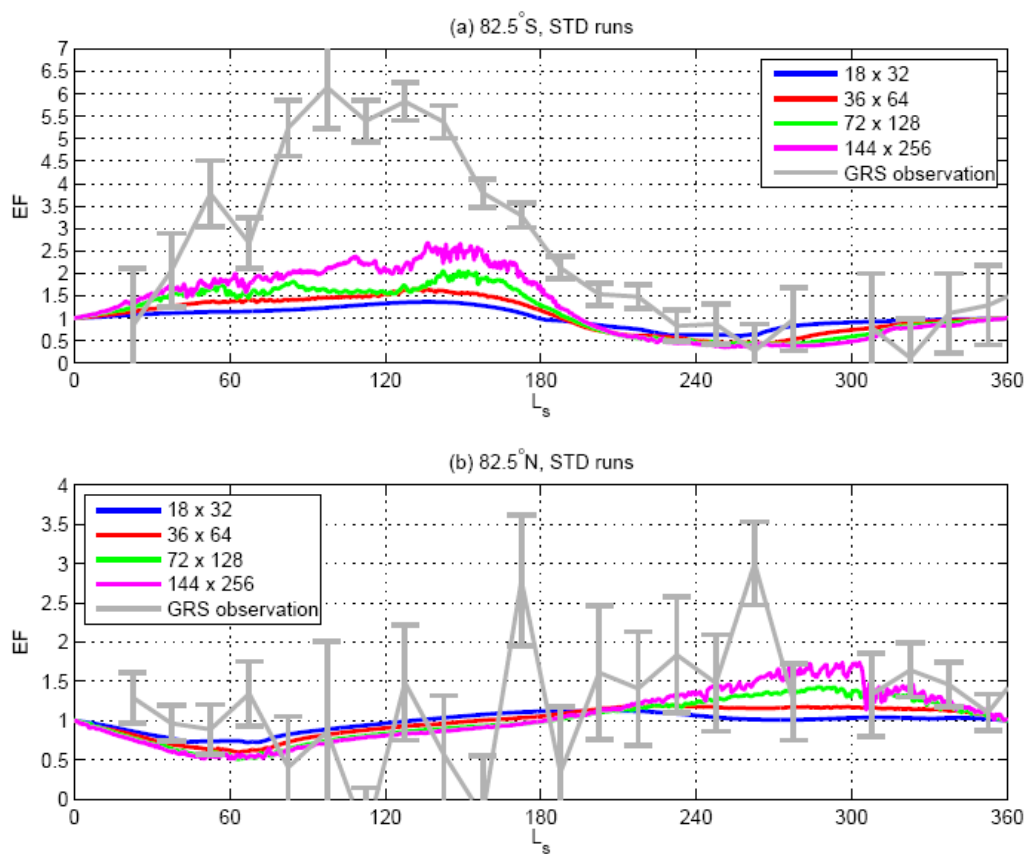 (a) 82.5°S, STD runs
7
6.5
6
5.5
5
4.5
4
3.5
3
2.5
2
1.5
1
0.5
0
EF
18 x 32
36 x 64
72 x 128
144 x 256
GRS observation
0 60 120 180 240 300 360
Ls
(b) 82.5°N, STD runs
4
3.5
3
2.5
2
1.5
1
0.5
0
EF
18 x 32
36 x 64
72 x 128
144 x 256
GRS observation
0 60 120 180 240 300 360
Ls